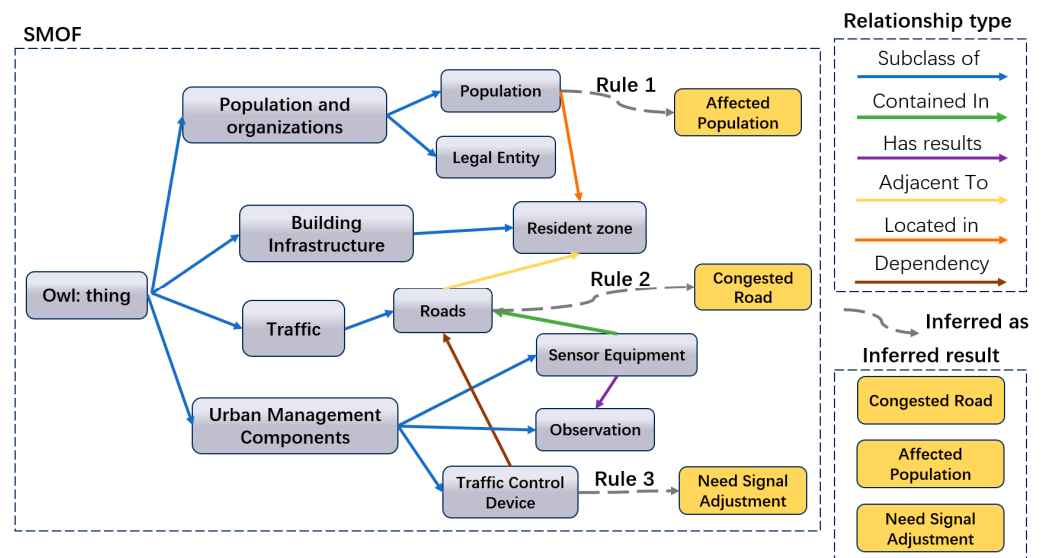 SMOF
Relationship type
Subclass of
Contained In
Has results
Adjacent To
Located in
Dependency
Inferred as
Inferred result
Congested Road
Affected
Population
Need Signal
Adjustment
Owl: thing
Population and
organizations
Building
Infrastructure
Traffic
Urban Management
Components
Population
Legal Entity
Resident zone
Roads
Sensor Equipment
Observation
Traffic Control
Device
Rule 1
Affected
Population
Rule 2
Congested
Road
Rule 3
Need Signal
Adjustment